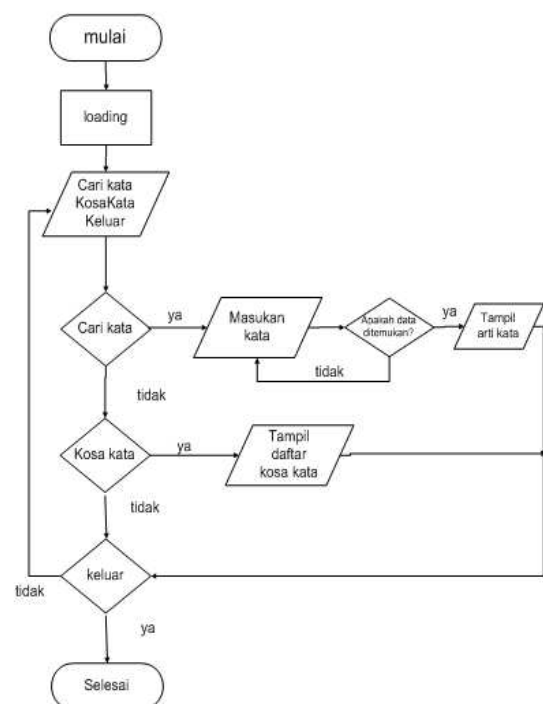 mulai
loading
Cari kata
KosaKata
Keluar
Cari kata
ya
Masukan
kata
Apakah data
ditemukan?
ya
Tampil
arti kata
tidak
tidak
Kosa kata
ya
Tampil
daftar
kosa kata
tidak
keluar
tidak
ya
Selesai